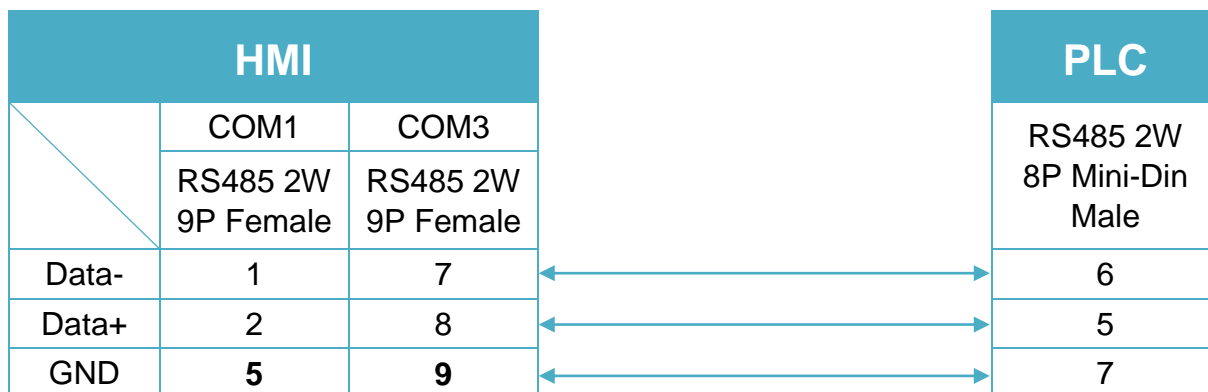 HMI PLC
COM1 COM3
RS485 2W
9P Female
RS485 2W
9P Female
RS485 2W
8P Mini-Din
Male
Data- 1 7 6
Data+ 2 8 5
GND 5 9 7